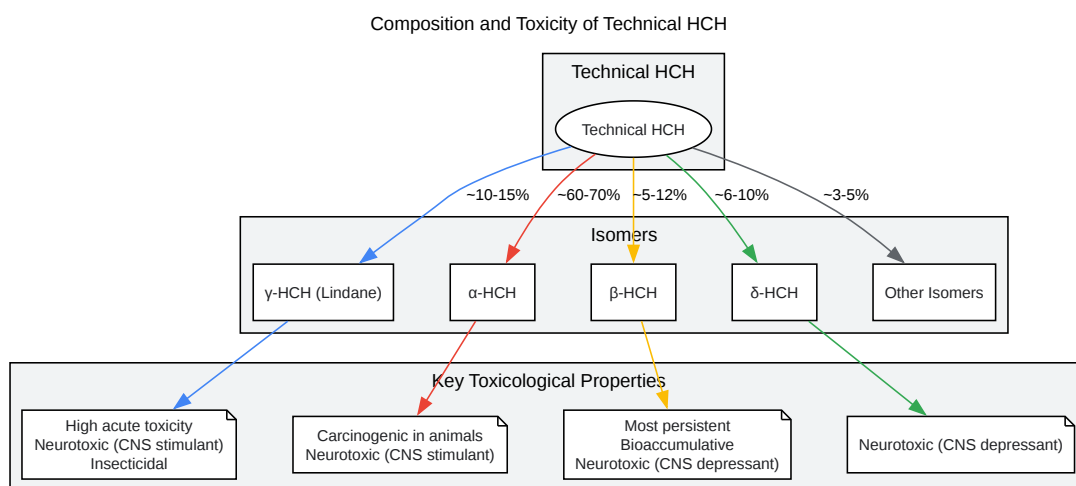 Composition and Toxicity of Technical HCH
Technical HCH
Technical HCH
~10-15%
~60-70%
~5-12%
~6-10%
~3-5%
Isomers
γ-HCH (Lindane)
α-HCH
β-HCH
δ-HCH
Other Isomers
Key Toxicological Properties
High acute toxicity
Neurotoxic (CNS stimulant)
Insecticidal
Carcinogenic in animals
Neurotoxic (CNS stimulant)
Most persistent
Bioaccumulative
Neurotoxic (CNS depressant)
Neurotoxic (CNS depressant)